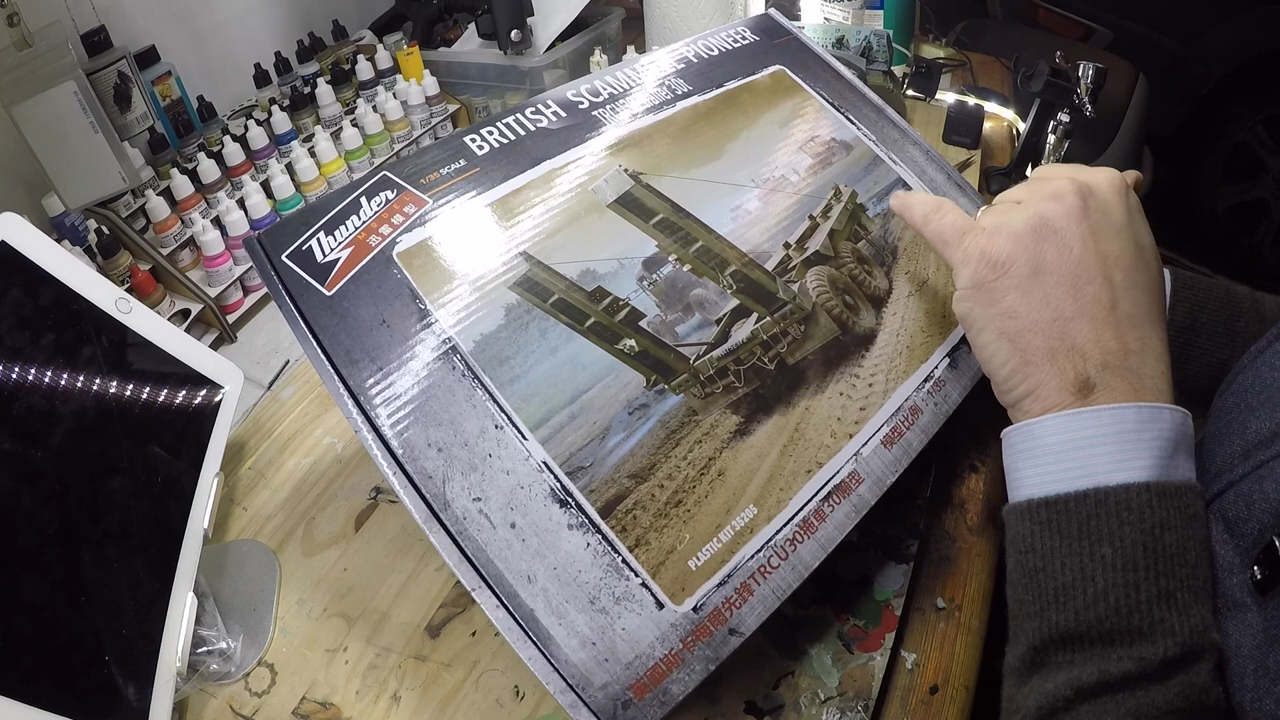 BRITISH SCAMMELL PIONEER
TRCU30 Trailer 30t
1/35 SCALE
Thunder
MODEL
迅雷模型
PLASTIC KIT 35205
模型比例 1/35
英國斯·卡梅爾先鋒TRCU30拖車30噸型